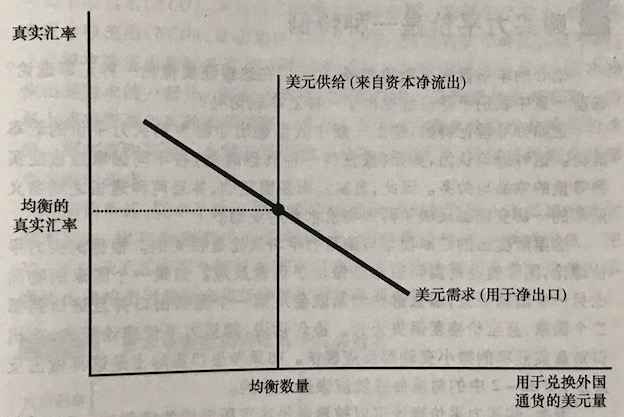 真实汇率
美元供给(来自资本净流出)
均衡的
真实汇率
美元需求(用于净出口)
均衡数量
用于兑换外国
通货的美元量